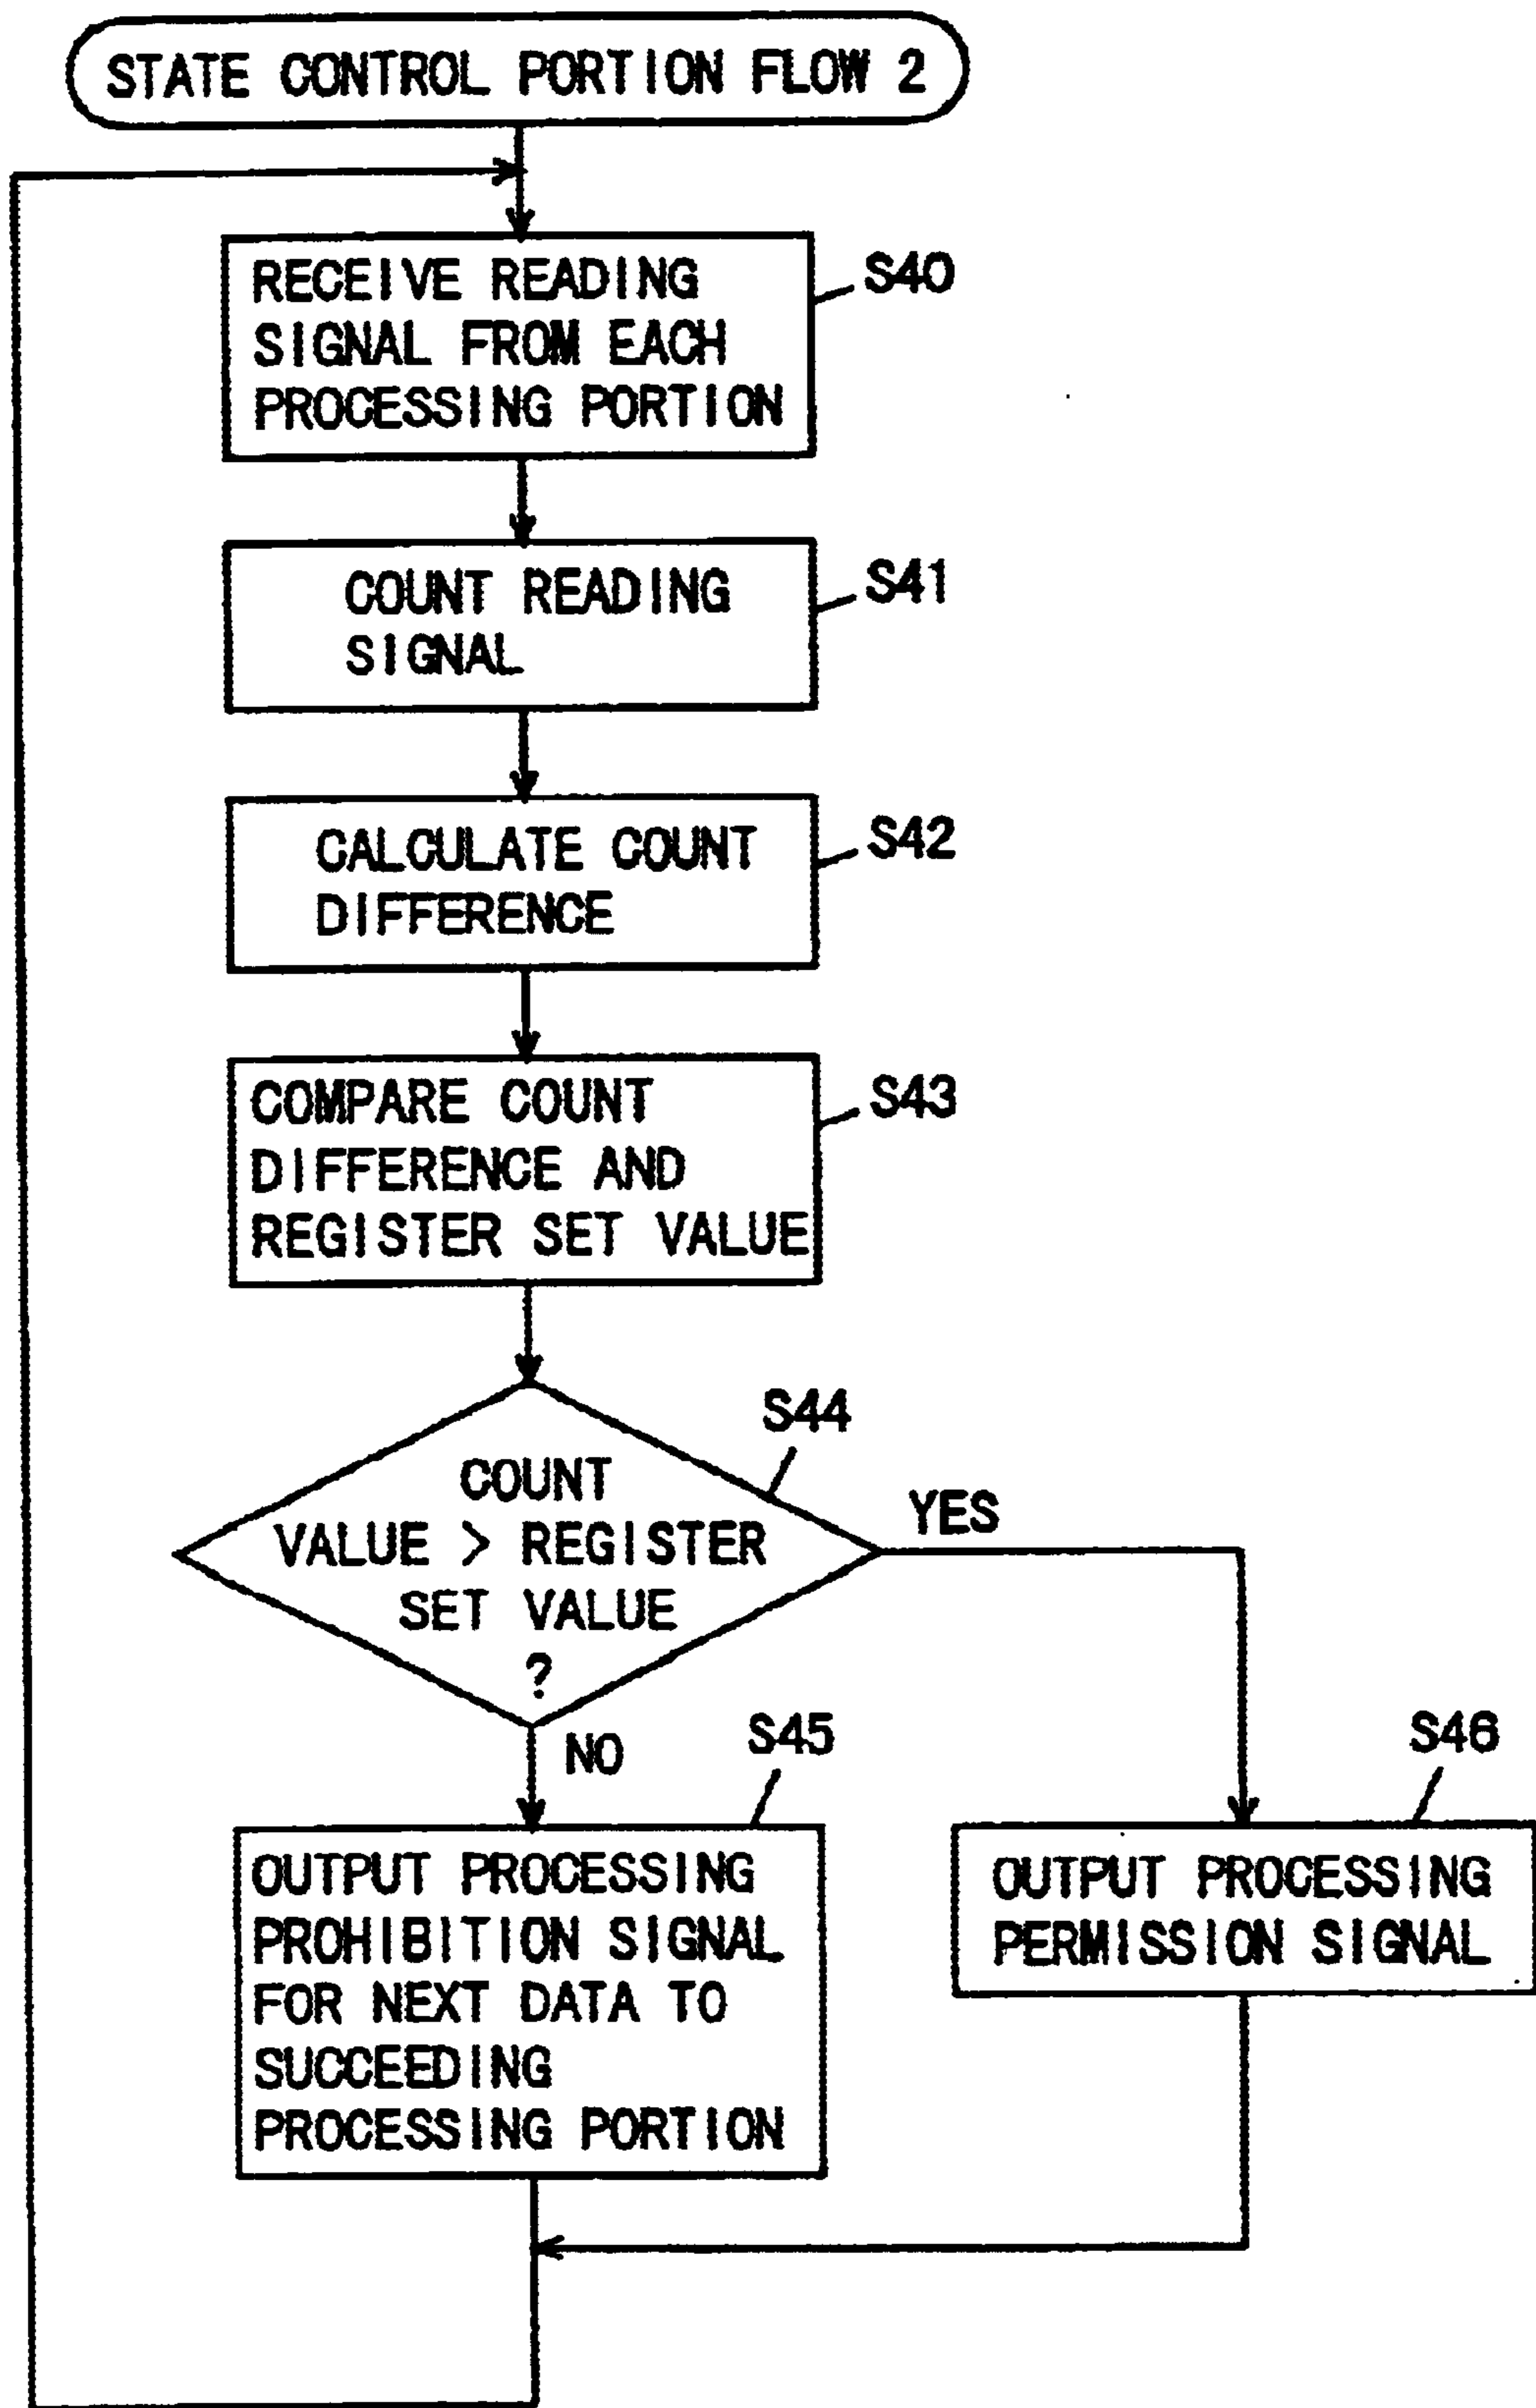 STATE CONTROL PORTION FLOW 2
RECEIVE READING
SIGNAL FROM EACH
PROCESSING PORTION
S40
COUNT READING
SIGNAL
S41
CALCULATE COUNT
DIFFERENCE
S42
COMPARE COUNT
DIFFERENCE AND
REGISTER SET VALUE
S43
S44
COUNT
VALUE > REGISTER
SET VALUE
?
YES
NO
S45
OUTPUT PROCESSING
PROHIBITION SIGNAL
FOR NEXT DATA TO
SUCCEEDING
PROCESSING PORTION
S46
OUTPUT PROCESSING
PERMISSION SIGNAL